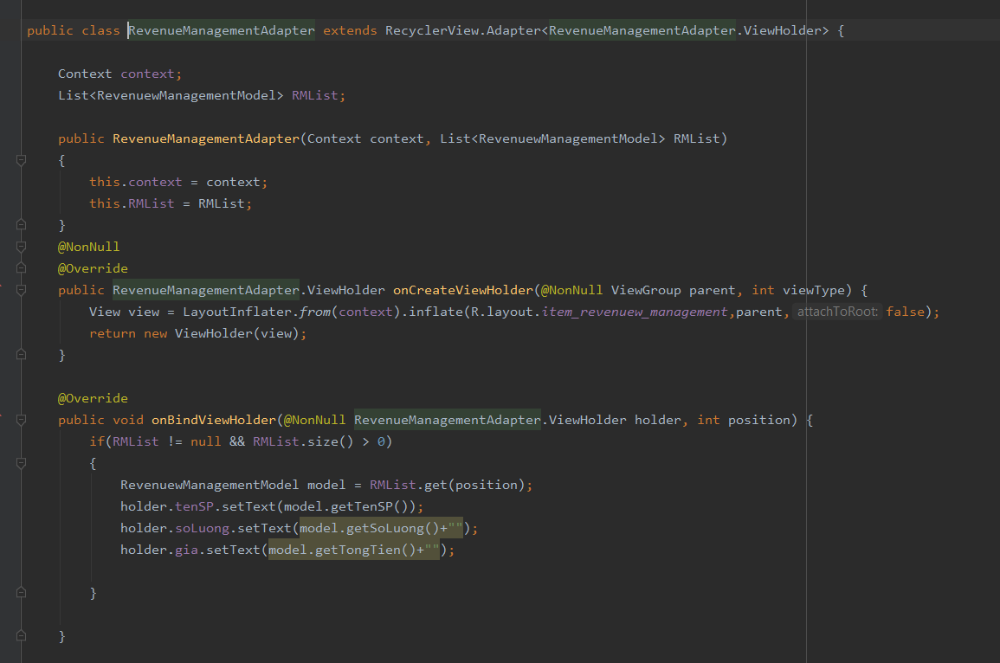 public class RevenueManagementAdapter extends RecyclerView.Adapter<RevenueManagementAdapter.ViewHolder> {
Context context;
List<RevenuewManagementModel> RMList;
public RevenueManagementAdapter(Context context, List<RevenuewManagementModel> RMList)
{
this.context = context;
this.RMList = RMList;
}
@NonNull
@Override
public RevenueManagementAdapter.ViewHolder onCreateViewHolder(@NonNull ViewGroup parent, int viewType) {
View view = LayoutInflater.from(context).inflate(R.layout.item_revenuew_management,parent, attachToRoot: false);
return new ViewHolder(view);
}
@Override
public void onBindViewHolder(@NonNull RevenueManagementAdapter.ViewHolder holder, int position) {
if(RMList != null && RMList.size() > 0)
{
RevenuewManagementModel model = RMList.get(position);
holder.tenSP.setText(model.getTenSP());
holder.soLuong.setText(model.getSoLuong()+"");
holder.gia.setText(model.getTongTien()+"");
}
}